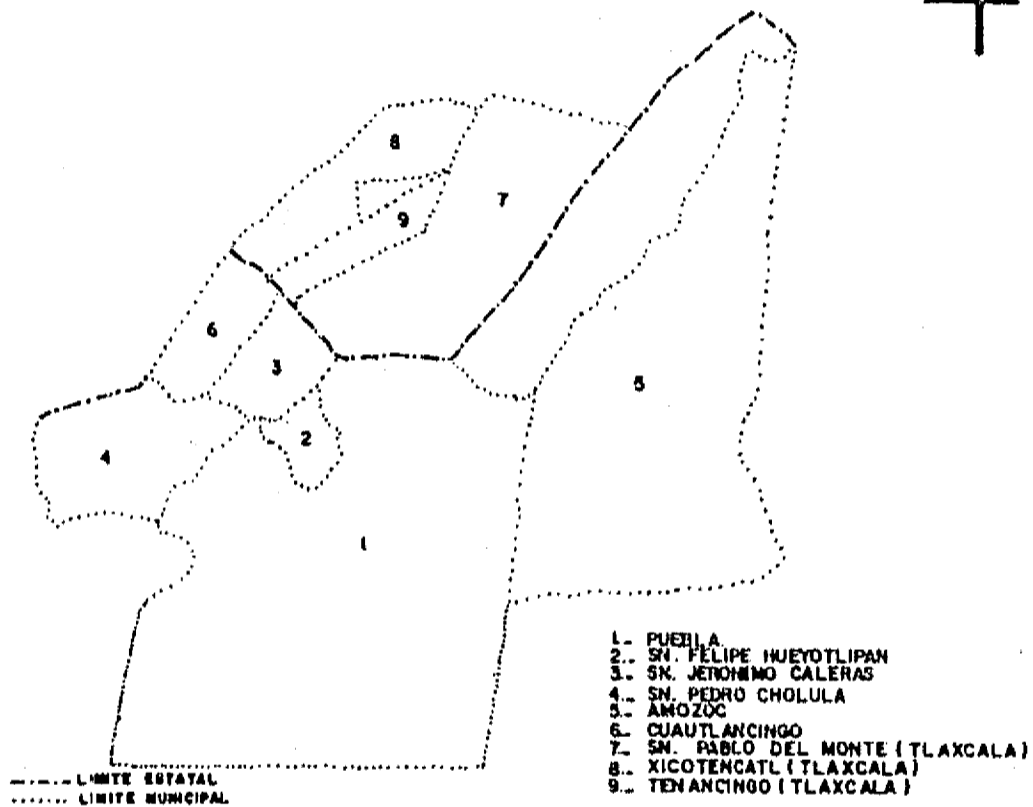 8
7
9
6
3
5
2
4
1
1.- PUEBLA
2.- SN. FELIPE HUEYOTLIPAN
3.- SN. JERONIMO CALERAS
4.- SN. PEDRO CHOLULA
5.- AMOZOC
6.- CUAUTLANCINGO
7.- SN. PABLO DEL MONTE (TLAXCALA)
8.- XICOTENCATL (TLAXCALA)
9.- TENANCINGO (TLAXCALA)
LIMITE ESTATAL
LIMITE MUNICIPAL